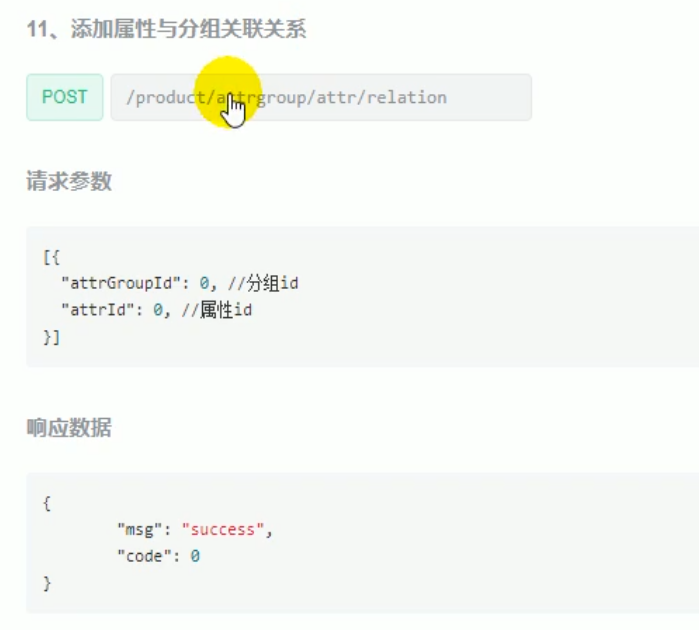 11、添加属性与分组关联关系
POST /product/attrgroup/attr/relation
请求参数
[{
"attrGroupId": 0, //分组id
"attrId": 0, //属性id
}]
响应数据
{
"msg": "success",
"code": 0
}